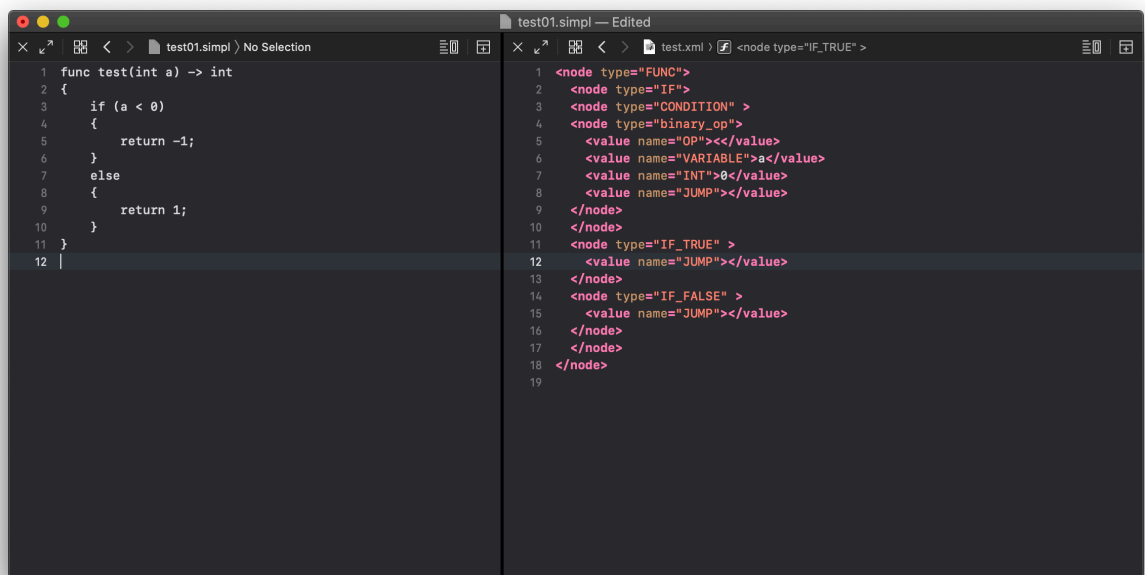 test01.simpl — Edited
test01.simpl 〉No Selection
1 func test(int a) -> int
2 {
3     if (a < 0)
4     {
5         return -1;
6     }
7     else
8     {
9         return 1;
10     }
11 }
12
test.xml 〉 f <node type="IF_TRUE" >
1 <node type="FUNC">
2   <node type="IF">
3   <node type="CONDITION" >
4   <node type="binary_op">
5     <value name="OP"><</value>
6     <value name="VARIABLE">a</value>
7     <value name="INT">0</value>
8     <value name="JUMP"></value>
9   </node>
10   </node>
11   <node type="IF_TRUE" >
12     <value name="JUMP"></value>
13   </node>
14   <node type="IF_FALSE" >
15     <value name="JUMP"></value>
16   </node>
17   </node>
18 </node>
19